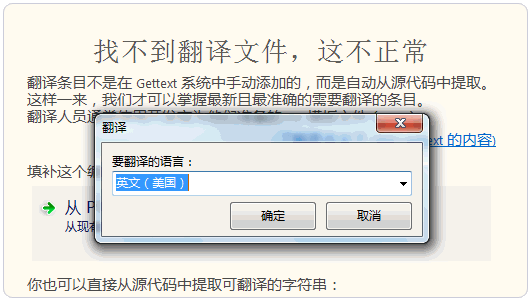 找不到翻译文件，这不正常
翻译条目不是在 Gettext 系统中手动添加的，而是自动从源代码中提取。
这样一来，我们才可以掌握最新且最准确的需要翻译的条目。
翻译人员通常使用
翻译
ext 的内容)
要翻译的语言：
填补这个
英文（美国）
从 P
从现有
确定
取消
你也可以直接从源代码中提取可翻译的字符串：